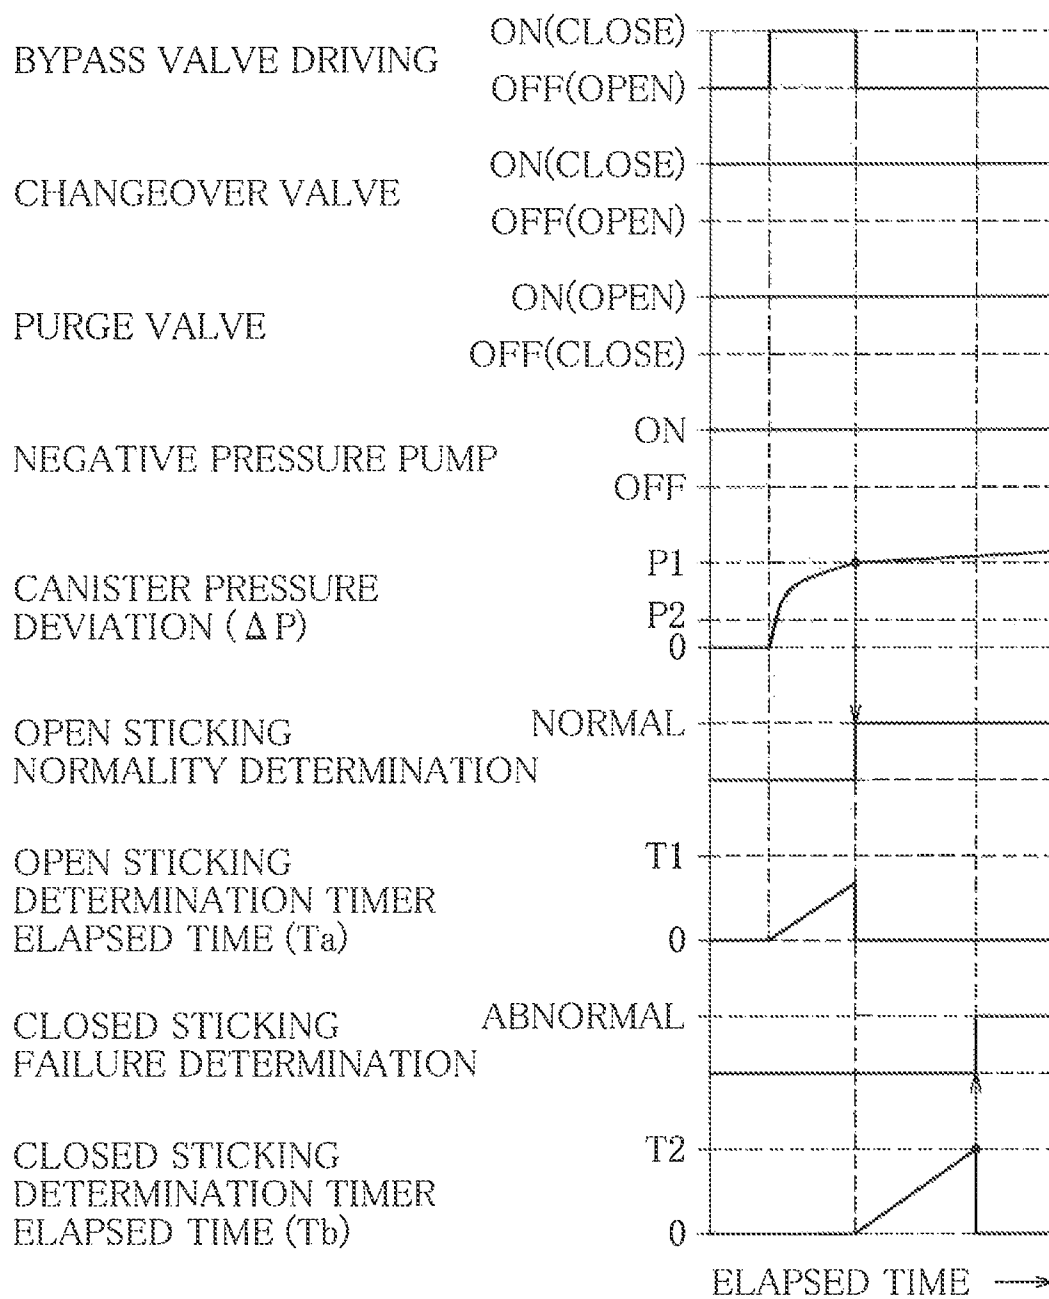 BYPASS VALVE DRIVING
ON(CLOSE)
OFF(OPEN)
CHANGEOVER VALVE
ON(CLOSE)
OFF(OPEN)
PURGE VALVE
ON(OPEN)
OFF(CLOSE)
NEGATIVE PRESSURE PUMP
ON
OFF
CANISTER PRESSURE
DEVIATION (ΔP)
P1
P2
0
OPEN STICKING
NORMALITY DETERMINATION
NORMAL
OPEN STICKING
DETERMINATION TIMER
ELAPSED TIME (Ta)
T1
0
CLOSED STICKING
FAILURE DETERMINATION
ABNORMAL
CLOSED STICKING
DETERMINATION TIMER
ELAPSED TIME (Tb)
T2
0
ELAPSED TIME